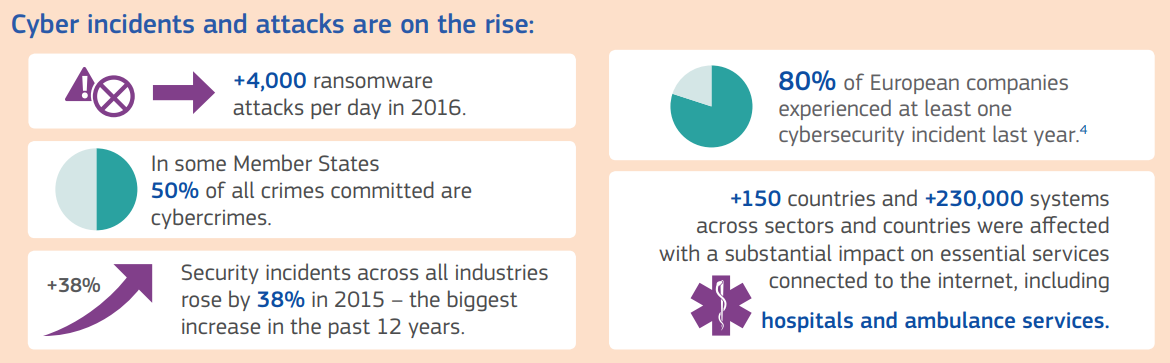 Cyber incidents and attacks are on the rise:
+4,000 ransomware
attacks per day in 2016.
In some Member States
50% of all crimes committed are
cybercrimes.
+38%
Security incidents across all industries
rose by 38% in 2015 – the biggest
increase in the past 12 years.
80% of European companies
experienced at least one
cybersecurity incident last year.⁴
+150 countries and +230,000 systems
across sectors and countries were affected
with a substantial impact on essential services
connected to the internet, including
hospitals and ambulance services.